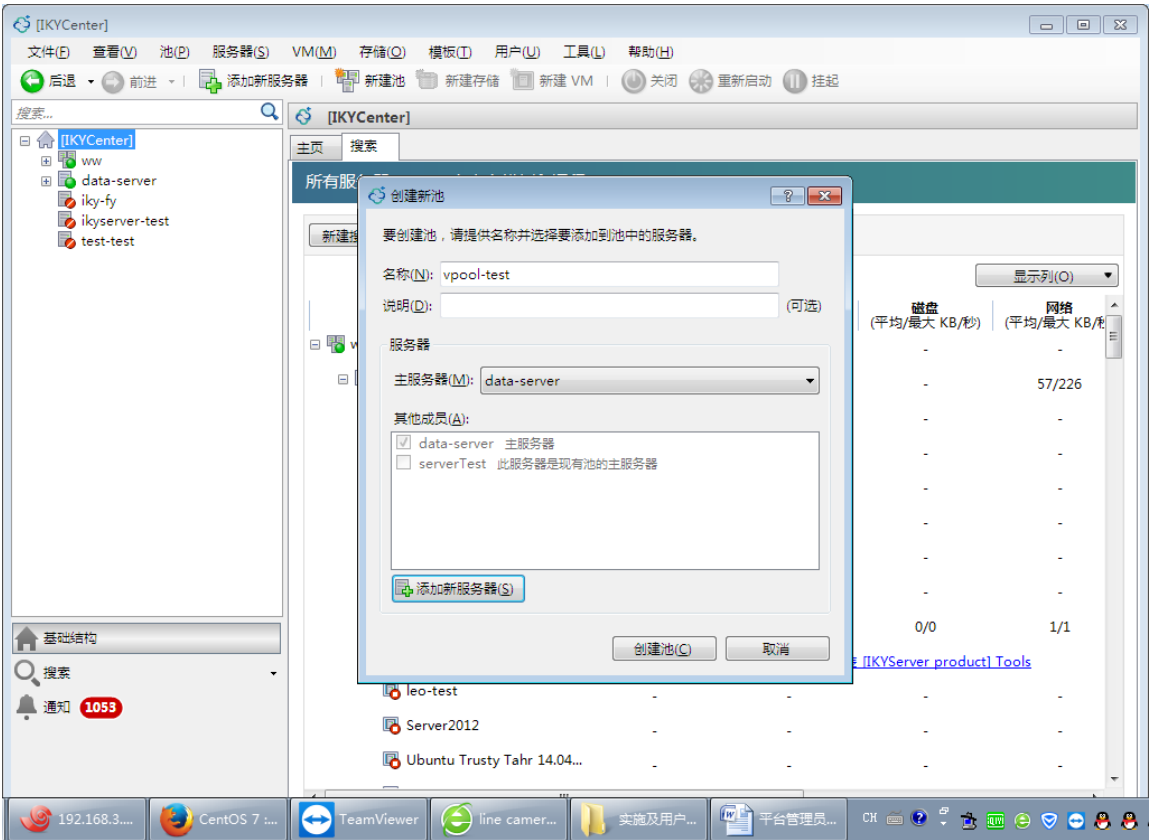 [IKYCenter]
文件(F) 查看(V) 池(P) 服务器(S) VM(M) 存储(O) 模板(T) 用户(U) 工具(L) 帮助(H)
后退 前进 添加新服务器 新建池 新建存储 新建 VM 关闭 重新启动 挂起
搜索...
[IKYCenter]
ww
data-server
iky-fy
ikyserver-test
test-test
基础结构
搜索
通知 1053
[IKYCenter]
主页 搜索
所有服
新建搜
显示列(O)
磁盘 网络
(平均/最大 KB/秒) (平均/最大 KB/秒
w
- -
- 57/226
- -
- -
- -
- -
- -
- -
0/0 1/1
[IKYServer product] Tools
leo-test - - - -
Server2012 - - - -
Ubuntu Trusty Tahr 14.04... - - - -
创建新池
要创建池，请提供名称并选择要添加到池中的服务器。
名称(N): vpool-test
说明(D): (可选)
服务器
主服务器(M): data-server
其他成员(A):
data-server 主服务器
serverTest 此服务器是现有池的主服务器
添加新服务器(S)
创建池(C) 取消
192.168.3.... CentOS 7 :... TeamViewer line camer... 实施及用户... 平台管理员... CH